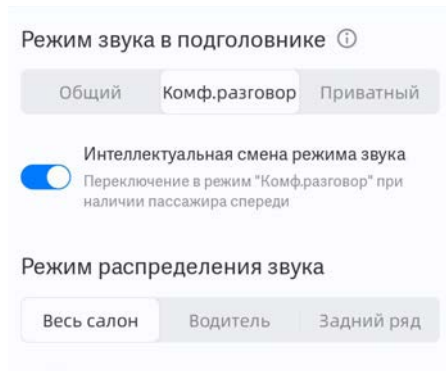 Режим звука в подголовнике
Общий Комф.разговор Приватный
Интеллектуальная смена режима звука
Переключение в режим "Комф.разговор" при
наличии пассажира спереди
Режим распределения звука
Весь салон Водитель Задний ряд